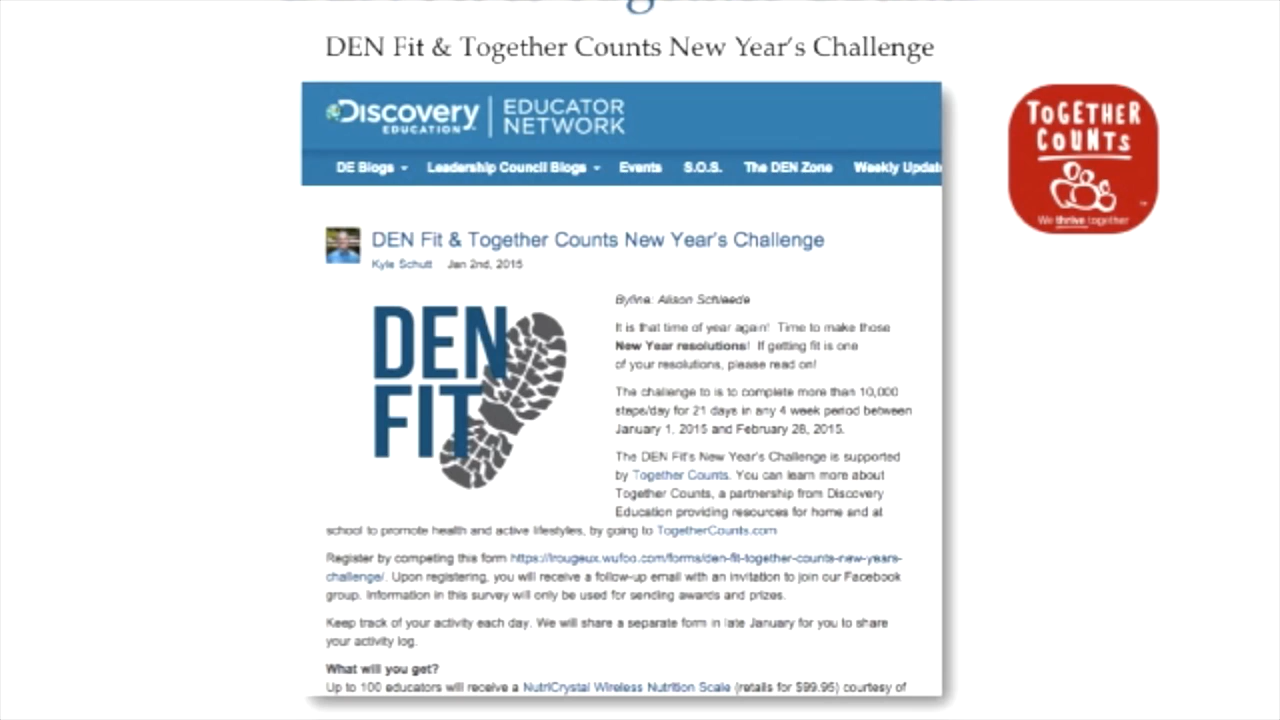 DEN Fit & Together Counts New Year's Challenge
Discovery EDUCATION | EDUCATOR NETWORK
DE Blogs Leadership Council Blogs Events S.O.S. The DEN Zone Weekly Update
TOGETHER COUNTS
We thrive together
DEN Fit & Together Counts New Year's Challenge
Kyle Schutt Jan 2nd, 2015
DEN FIT
Byline: Alison Schleede
It is that time of year again! Time to make those
New Year resolutions! If getting fit is one
of your resolutions, please read on!
The challenge to is to complete more than 10,000
steps/day for 21 days in any 4 week period between
January 1, 2015 and February 28, 2015.
The DEN Fit's New Year's Challenge is supported
by Together Counts. You can learn more about
Together Counts, a partnership from Discovery
Education providing resources for home and at
school to promote health and active lifestyles, by going to TogetherCounts.com
Register by competing this form https://lrougeux.wufoo.com/forms/den-fit-together-counts-new-years-
challenge/. Upon registering, you will receive a follow-up email with an invitation to join our Facebook
group. Information in this survey will only be used for sending awards and prizes.
Keep track of your activity each day. We will share a separate form in late January for you to share
your activity log.
What will you get?
Up to 100 educators will receive a NutriCrystal Wireless Nutrition Scale (retails for $99.95) courtesy of